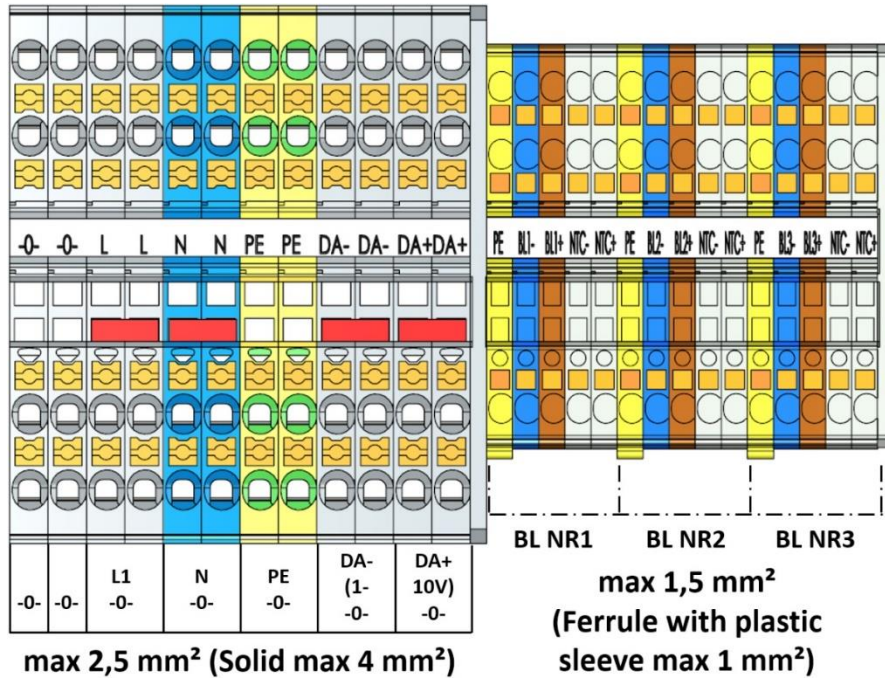 -0- -0- L L N N PE PE DA- DA- DA+ DA+
PE BL1- BL1+ NTC- NTC+ PE BL2- BL2+ NTC- NTC+ PE BL3- BL3+ NTC- NTC+
BL NR1 BL NR2 BL NR3
-0-
-0-
L1
-0-
N
-0-
PE
-0-
DA-
(1-
-0-
DA+
10V)
-0-
max 2,5 mm² (Solid max 4 mm²)
max 1,5 mm²
(Ferrule with plastic
sleeve max 1 mm²)